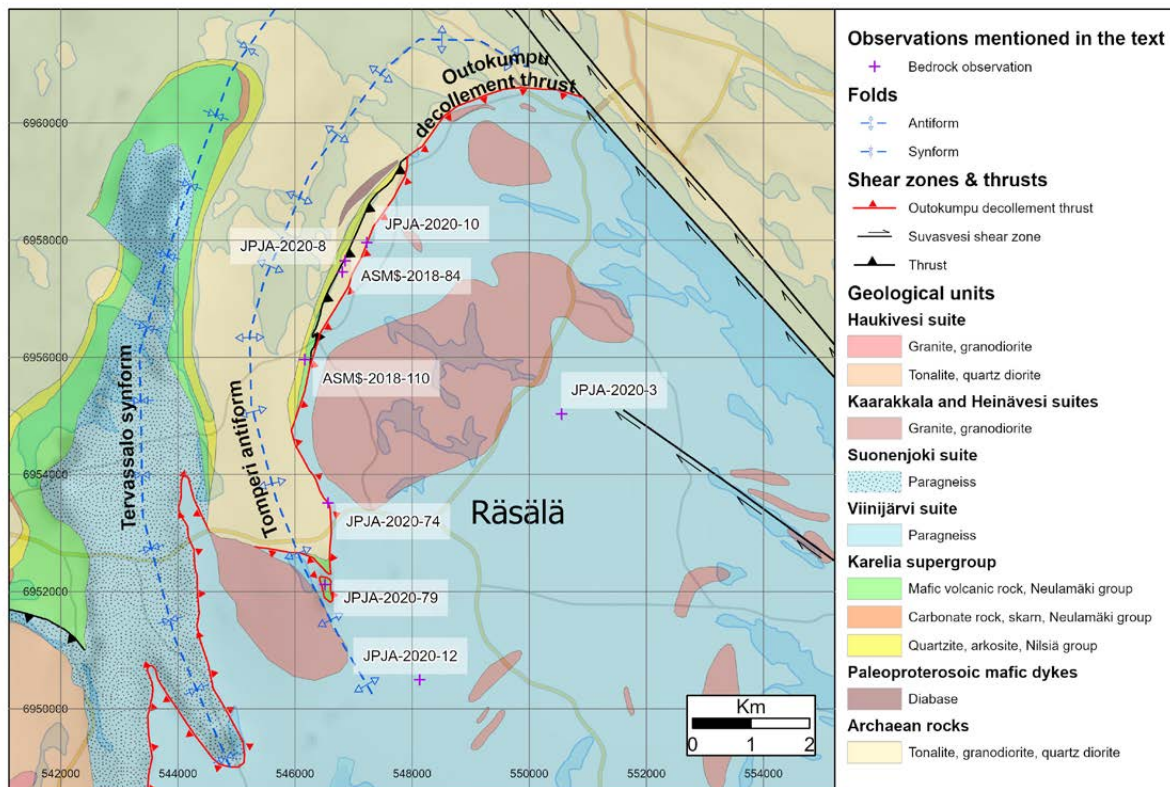 Outokumpu
decollement thrust
6960000
6958000
6956000
6954000
6952000
6950000
542000
544000
546000
548000
550000
552000
554000
JPJA-2020-10
JPJA-2020-8
ASM$-2018-84
ASM$-2018-110
JPJA-2020-3
Tervassalo synform
Tomperi antiform
JPJA-2020-74
Räsälä
JPJA-2020-79
JPJA-2020-12
Km
0 1 2
Observations mentioned in the text
Bedrock observation
Folds
Antiform
Synform
Shear zones & thrusts
Outokumpu decollement thrust
Suvasvesi shear zone
Thrust
Geological units
Haukivesi suite
Granite, granodiorite
Tonalite, quartz diorite
Kaarakkala and Heinävesi suites
Granite, granodiorite
Suonenjoki suite
Paragneiss
Viinijärvi suite
Paragneiss
Karelia supergroup
Mafic volcanic rock, Neulamäki group
Carbonate rock, skarn, Neulamäki group
Quartzite, arkosite, Nilsiä group
Paleoproterosoic mafic dykes
Diabase
Archaean rocks
Tonalite, granodiorite, quartz diorite